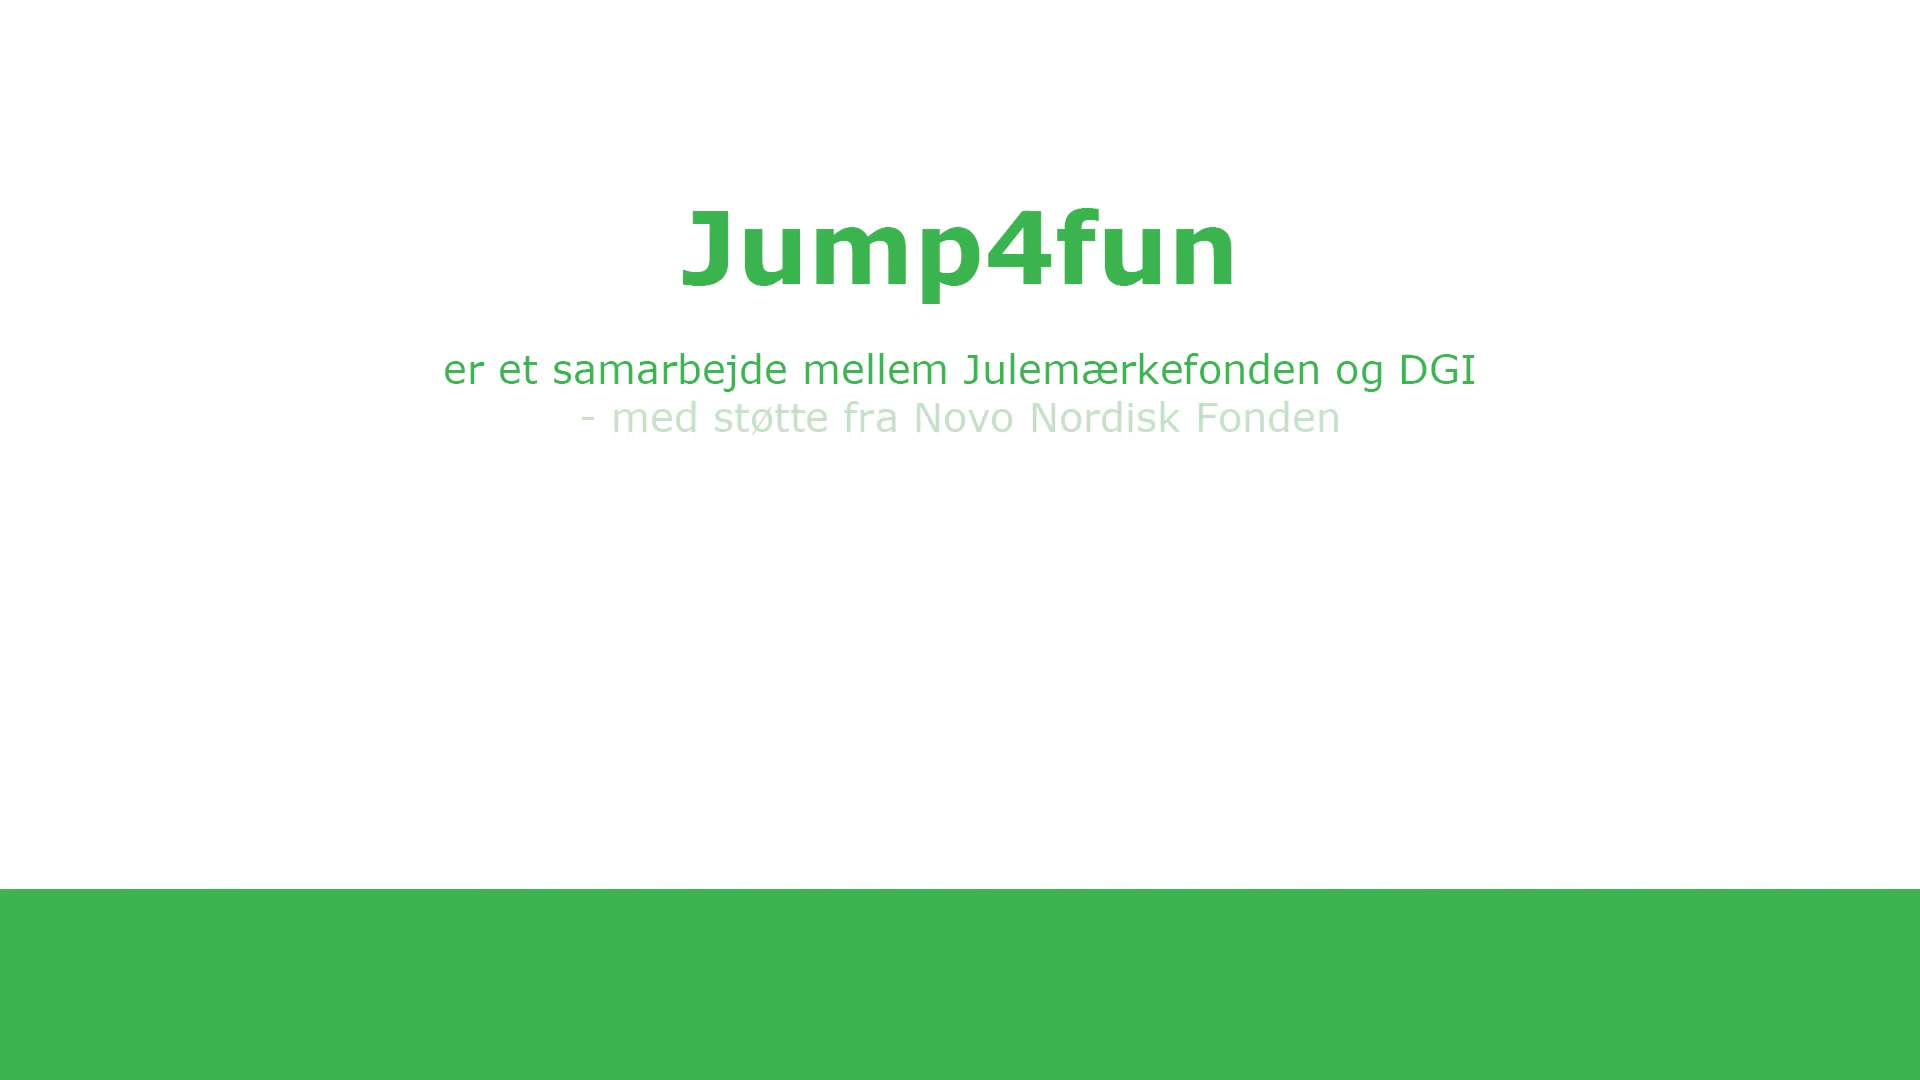 Jump4fun
er et samarbejde mellem Julemærkefonden og DGI
- med støtte fra Novo Nordisk Fonden